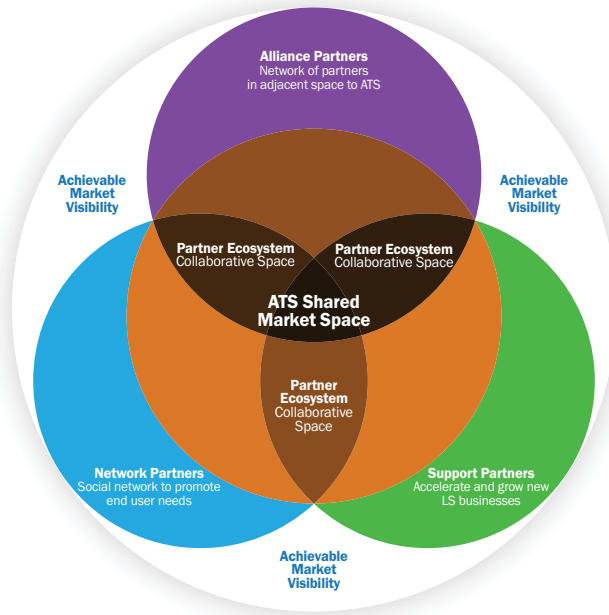 Alliance Partners
Network of partners
in adjacent space to ATS
Achievable
Market
Visibility
Achievable
Market
Visibility
Partner Ecosystem
Collaborative Space
Partner Ecosystem
Collaborative Space
ATS Shared
Market Space
Partner
Ecosystem
Collaborative
Space
Network Partners
Social network to promote
end user needs
Support Partners
Accelerate and grow new
LS businesses
Achievable
Market
Visibility